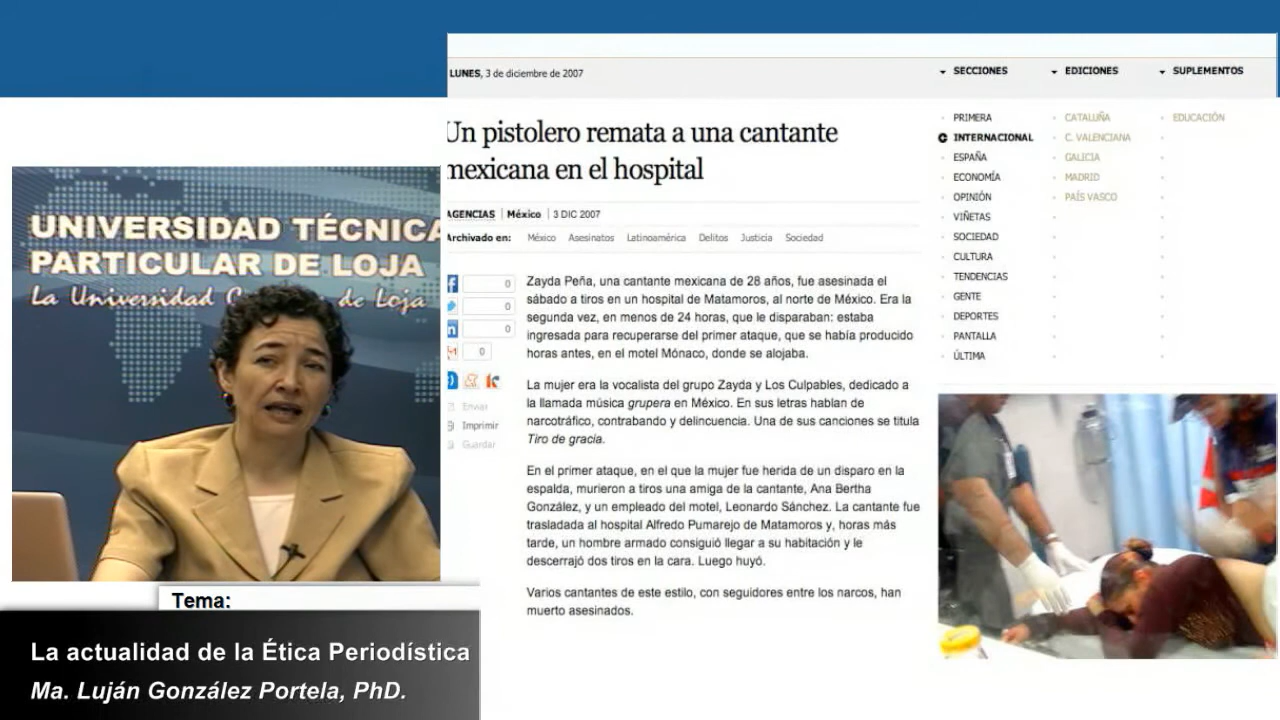 LUNES, 3 de diciembre de 2007
SECCIONES
EDICIONES
SUPLEMENTOS
Un pistolero remata a una cantante
mexicana en el hospital
AGENCIAS | México | 3 DIC 2007
Archivado en: México Asesinatos Latinoamérica Delitos Justicia Sociedad
0
0
0
0
Enviar
Imprimir
Guardar
Zayda Peña, una cantante mexicana de 28 años, fue asesinada el
sábado a tiros en un hospital de Matamoros, al norte de México. Era la
segunda vez, en menos de 24 horas, que le disparaban: estaba
ingresada para recuperarse del primer ataque, que se había producido
horas antes, en el motel Mónaco, donde se alojaba.
La mujer era la vocalista del grupo Zayda y Los Culpables, dedicado a
la llamada música grupera en México. En sus letras hablan de
narcotráfico, contrabando y delincuencia. Una de sus canciones se titula
Tiro de gracia.
En el primer ataque, en el que la mujer fue herida de un disparo en la
espalda, murieron a tiros una amiga de la cantante, Ana Bertha
González, y un empleado del motel, Leonardo Sánchez. La cantante fue
trasladada al hospital Alfredo Pumarejo de Matamoros y, horas más
tarde, un hombre armado consiguió llegar a su habitación y le
descerrajó dos tiros en la cara. Luego huyó.
Varios cantantes de este estilo, con seguidores entre los narcos, han
muerto asesinados.
PRIMERA
INTERNACIONAL
ESPAÑA
ECONOMÍA
OPINIÓN
VIÑETAS
SOCIEDAD
CULTURA
TENDENCIAS
GENTE
DEPORTES
PANTALLA
ÚLTIMA
CATALUÑA
C. VALENCIANA
GALICIA
MADRID
PAÍS VASCO
EDUCACIÓN
UNIVERSIDAD TÉCNICA
PARTICULAR DE LOJA
La Universidad C de Loja
Tema:
La actualidad de la Ética Periodística
Ma. Luján González Portela, PhD.